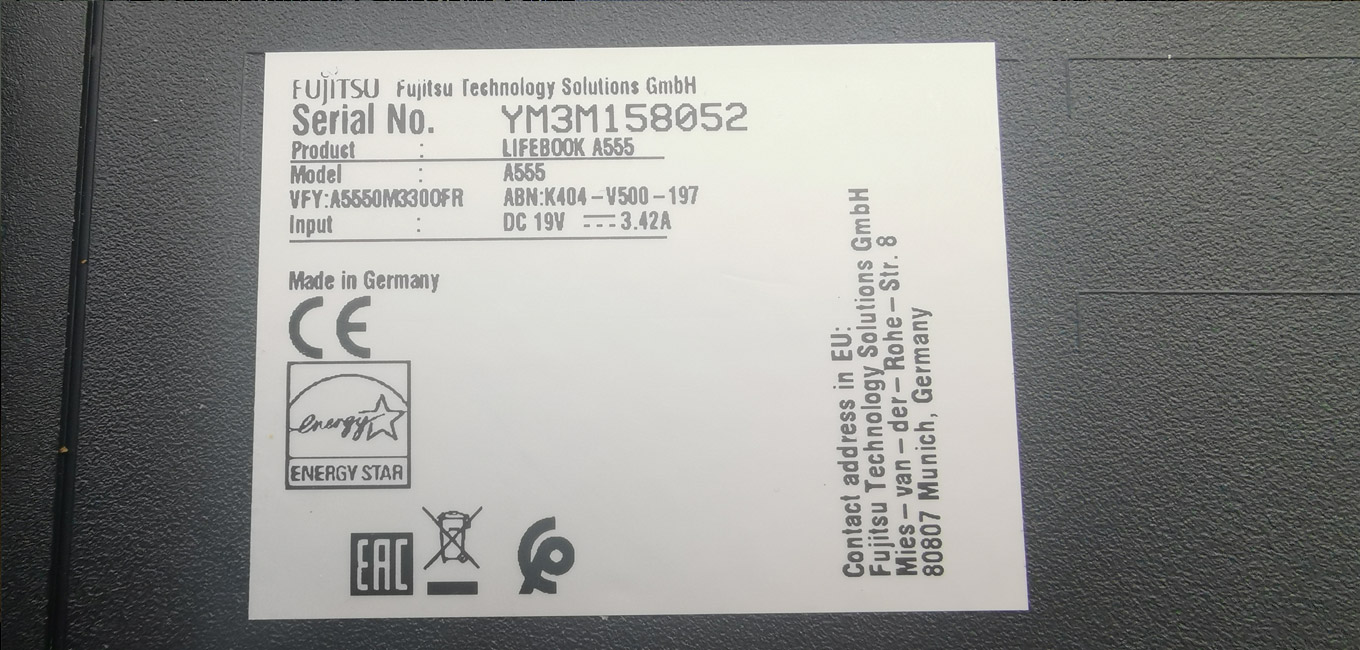 FUJITSU Fujitsu Technology Solutions GmbH
Serial No. YM3M158052
Product : LIFEBOOK A555
Model : A555
VFY:A5550M330OFR ABN:K404-V500-197
Input : DC 19V ⎓ 3.42A
Made in Germany
CE
energy
ENERGY STAR
EAC
Contact address in EU:
Fujitsu Technology Solutions GmbH
Mies-van-der-Rohe-Str. 8
80807 Munich, Germany